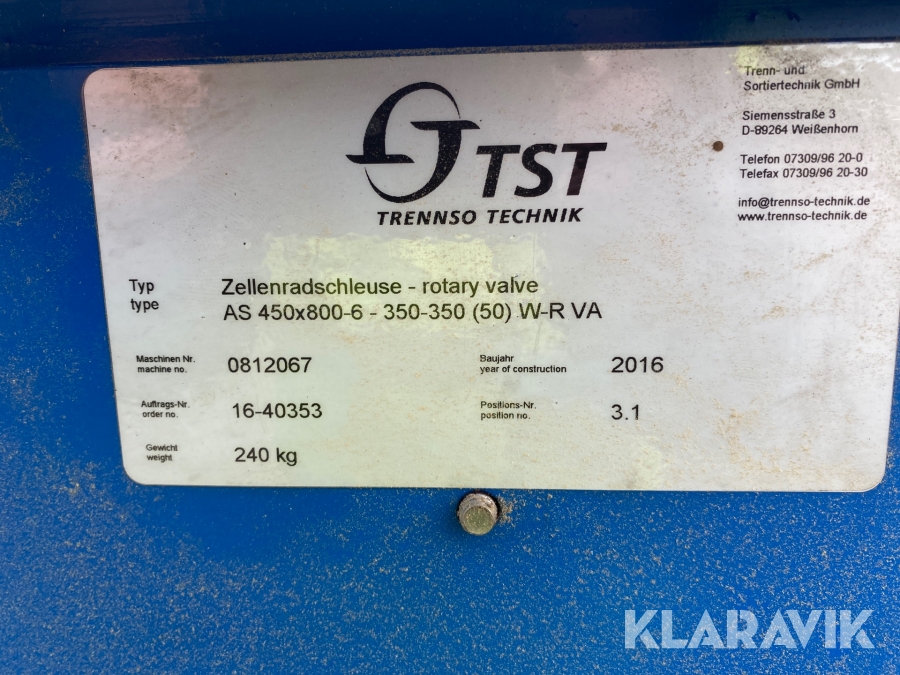 TST
TRENNSO TECHNIK
Trenn- und
Sortiertechnik GmbH
Siemensstraße 3
D-89264 Weißenhorn
Telefon 07309/96 20-0
Telefax 07309/96 20-30
info@trennso-technik.de
www.trennso-technik.de
Typ
type
Zellenradschleuse - rotary valve
AS 450x800-6 - 350-350 (50) W-R VA
Maschinen Nr.
machine no.
0812067
Baujahr
year of construction
2016
Auftrags-Nr.
order no.
16-40353
Positions-Nr.
position no.
3.1
Gewicht
weight
240 kg
KLARAVIK